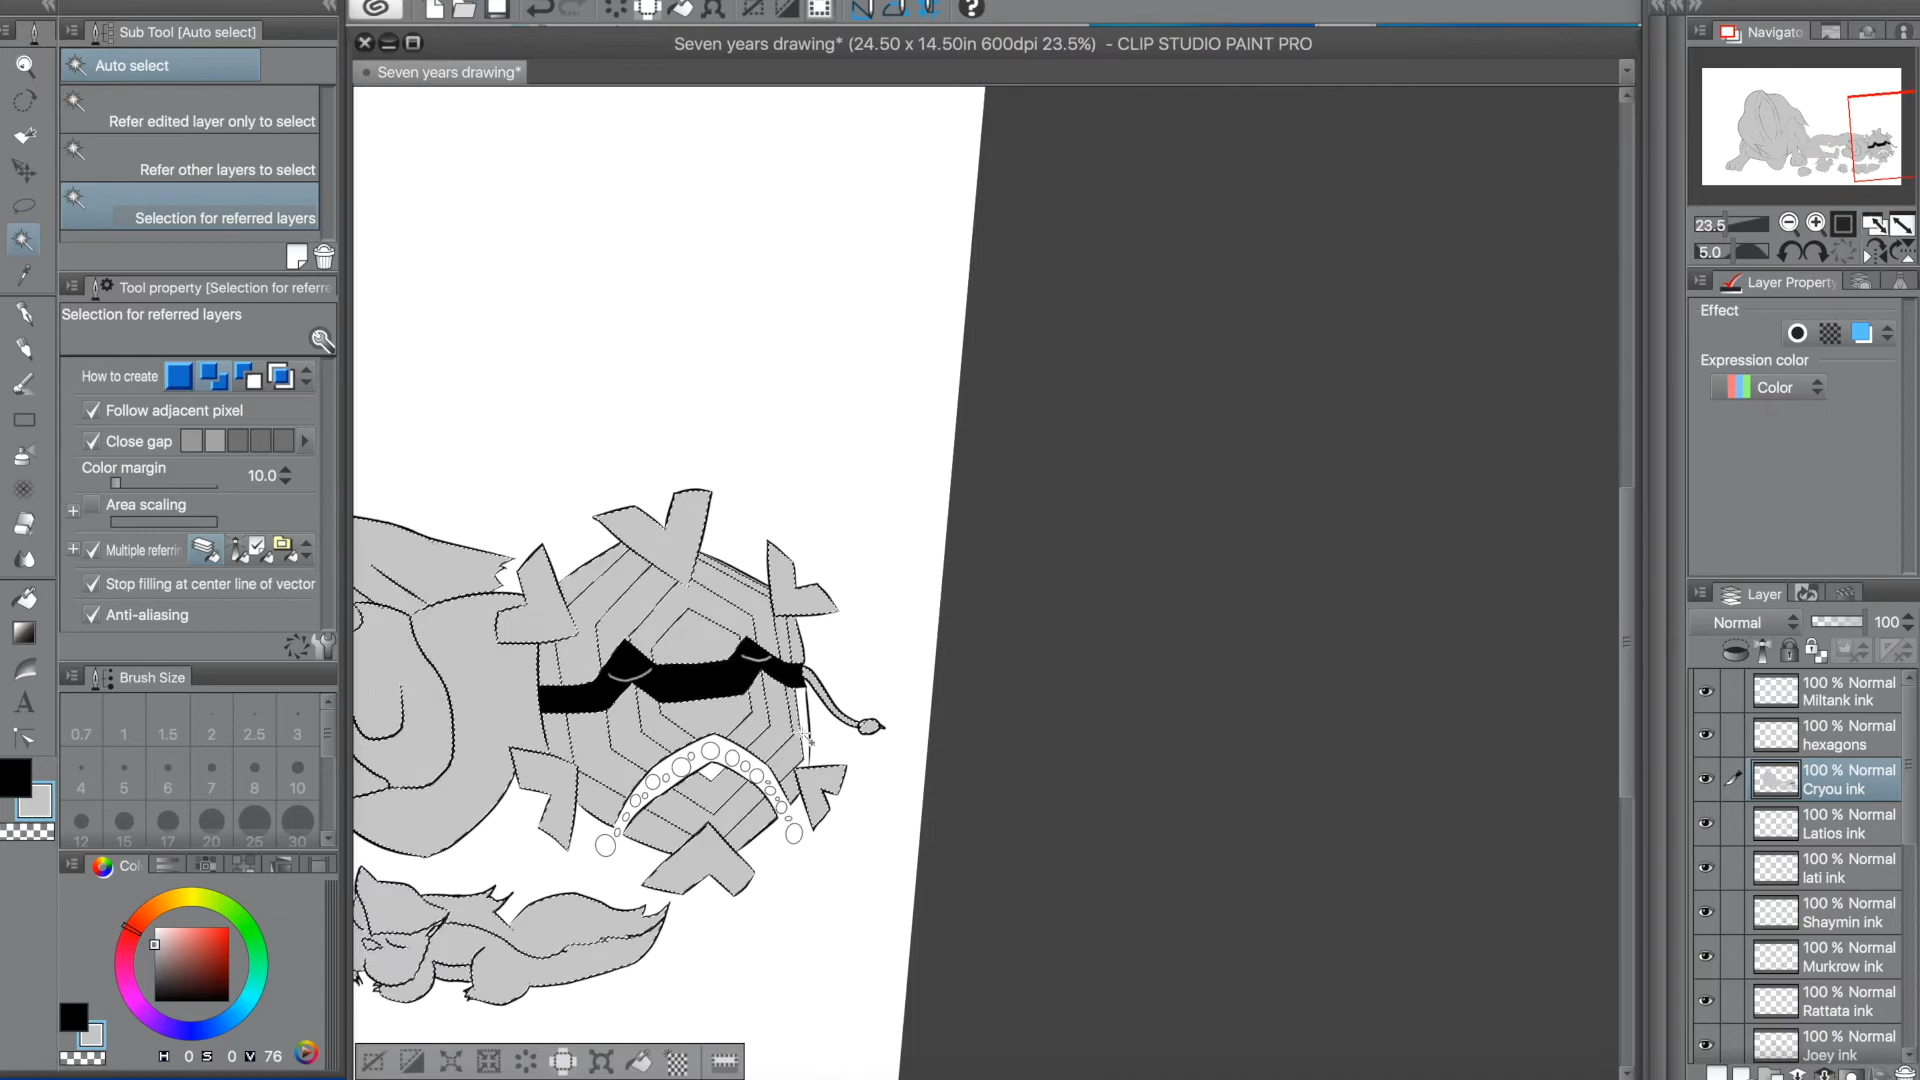 Sub Tool [Auto select]
Auto select
Refer edited layer only to select
Refer other layers to select
Selection for referred layers
Tool property [Selection for referre
Selection for referred layers
How to create
Follow adjacent pixel
Close gap
Color margin
10.0
Area scaling
Multiple referrin
Stop filling at center line of vector
Anti-aliasing
Brush Size
0.7 1 1.5 2 2.5 3
4 5 6 7 8 10
12 15 17 20 25 30
Col
H 0 S 0 V 76
Seven years drawing* (24.50 x 14.50in 600dpi 23.5%) - CLIP STUDIO PAINT PRO
Seven years drawing*
Navigato
23.5
5.0
Layer Property
Effect
Expression color
Color
Layer
Normal 100
100 % Normal
Miltank ink
100 % Normal
hexagons
100 % Normal
Cryou ink
100 % Normal
Latios ink
100 % Normal
lati ink
100 % Normal
Shaymin ink
100 % Normal
Murkrow ink
100 % Normal
Rattata ink
100 % Normal
Joey ink